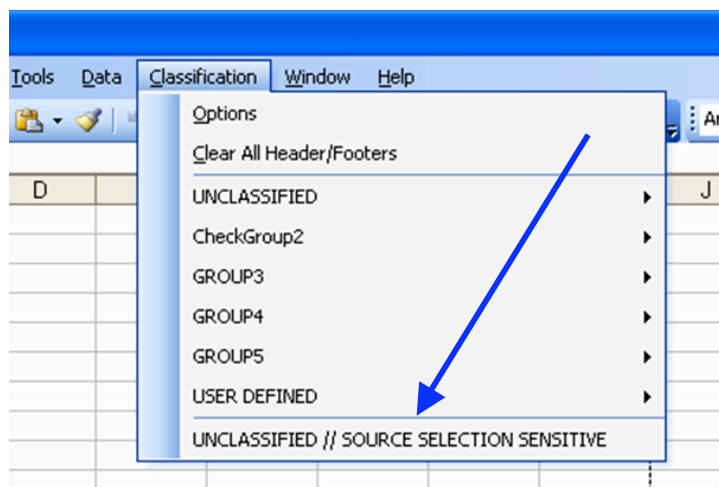 Tools Data Classification Window Help
Options
Clear All Header/Footers
D J
UNCLASSIFIED
CheckGroup2
GROUP3
GROUP4
GROUP5
USER DEFINED
UNCLASSIFIED // SOURCE SELECTION SENSITIVE